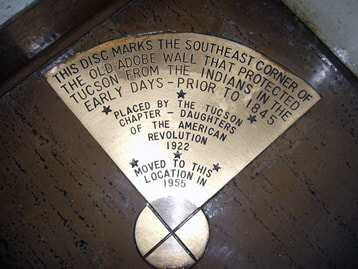 THIS DISC MARKS THE SOUTHEAST CORNER OF
THE OLD ADOBE WALL THAT PROTECTED
TUCSON FROM THE INDIANS IN THE
EARLY DAYS - PRIOR TO 1845
PLACED BY THE TUCSON
CHAPTER - DAUGHTERS
OF THE AMERICAN
REVOLUTION
1922
MOVED TO THIS
LOCATION IN
1955